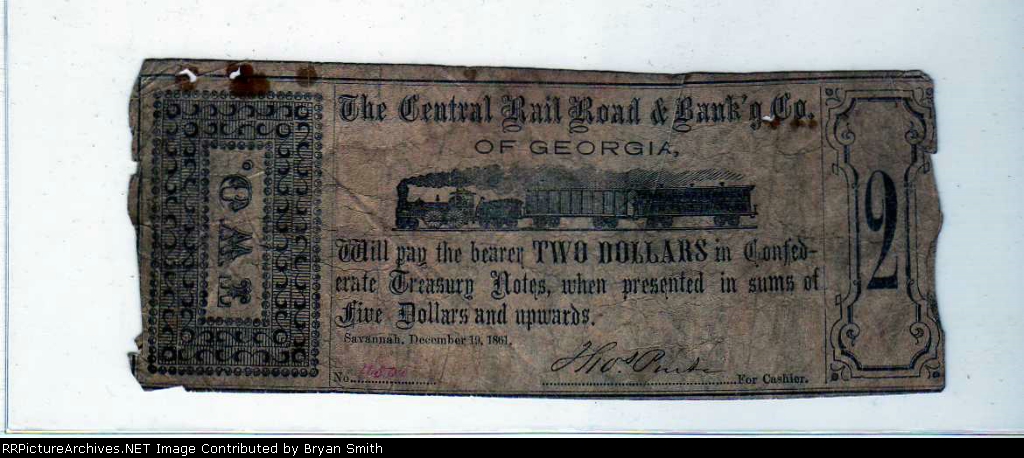 TWO.
The Central Rail Road & Bank'g Co.
OF GEORGIA,
Will pay the bearer TWO DOLLARS in Confed-
erate Treasury Notes, when presented in sums of
Five Dollars and upwards.
Savannah, December 19, 1861.
No.
Thos
For Cashier.
2
RRPictureArchives.NET Image Contributed by Bryan Smith